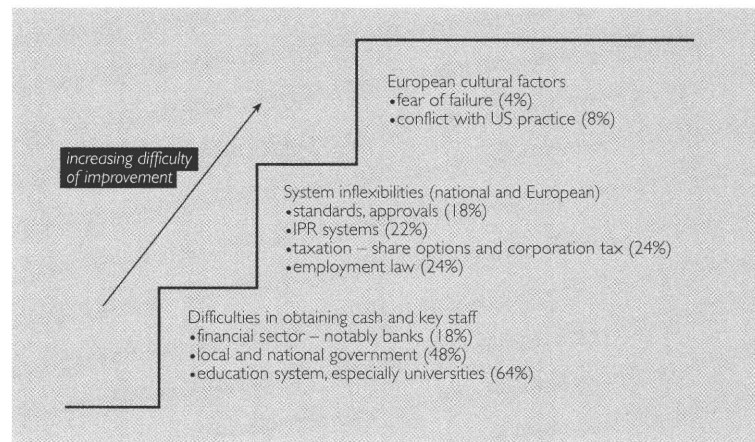 European cultural factors
•fear of failure (4%)
•conflict with US practice (8%)
increasing difficulty
of improvement
System inflexibilities (national and European)
•standards, approvals (18%)
•IPR systems (22%)
•taxation – share options and corporation tax (24%)
•employment law (24%)
Difficulties in obtaining cash and key staff
•financial sector – notably banks (18%)
•local and national government (48%)
•education system, especially universities (64%)